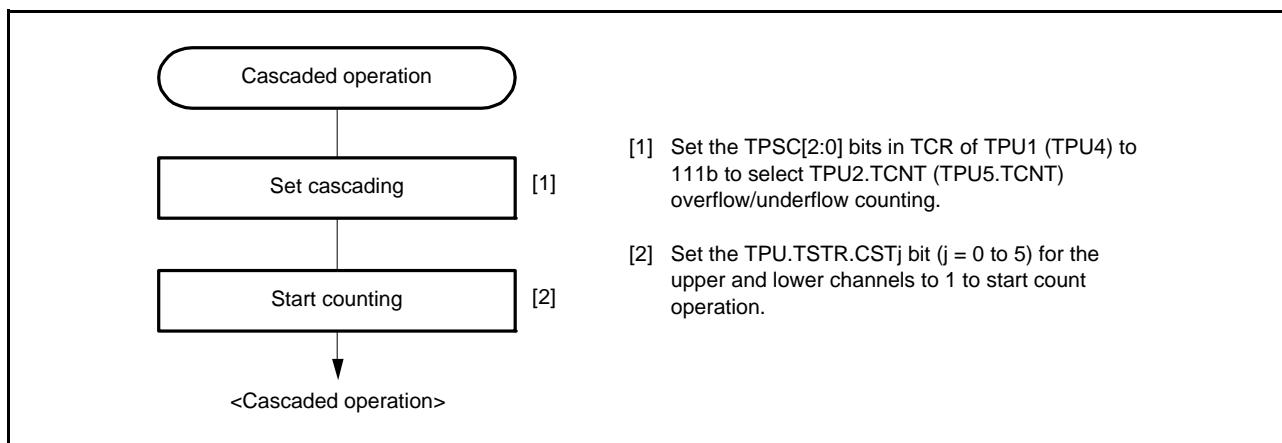 Cascaded operation
Set cascading
[1]
Start counting
[2]
<Cascaded operation>
[1] Set the TPSC[2:0] bits in TCR of TPU1 (TPU4) to
111b to select TPU2.TCNT (TPU5.TCNT)
overflow/underflow counting.
[2] Set the TPU.TSTR.CSTj bit (j = 0 to 5) for the
upper and lower channels to 1 to start count
operation.